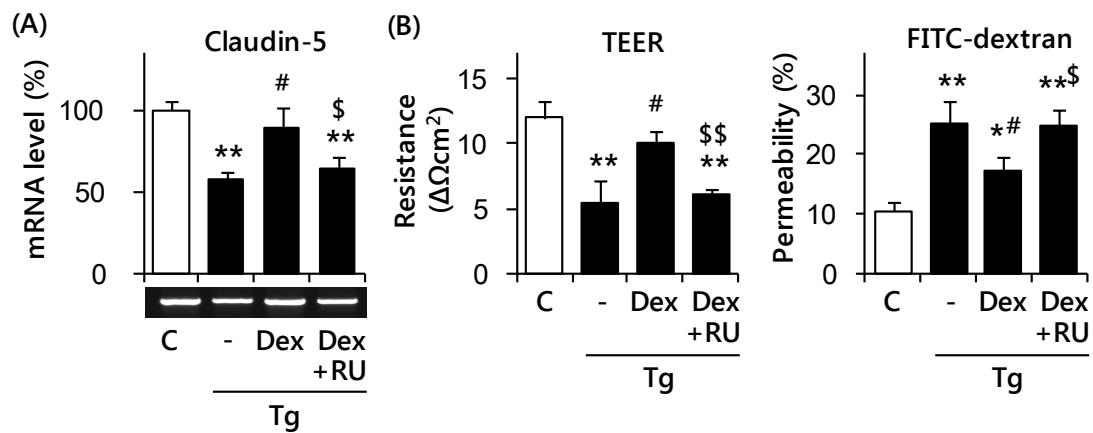 (A)
Claudin-5
mRNA level (%)
100
50
0
#
$
**
**
C - Dex Dex
+RU
Tg
(B)
TEER
Resistance
(ΔΩcm²)
15
10
5
0
**
#
$$
**
C - Dex Dex
+RU
Tg
FITC-dextran
Permeability (%)
30
20
10
0
**
*#
**$
C - Dex Dex
+RU
Tg